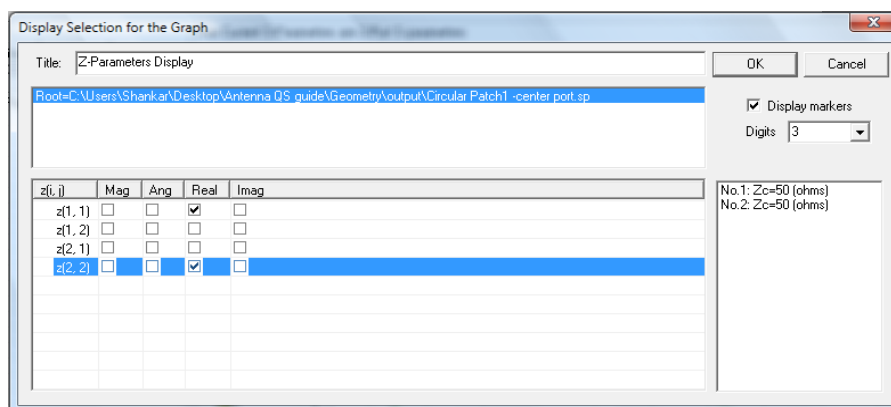 Display Selection for the Graph
Title: Z-Parameters Display
OK Cancel
Root=C:\Users\Shankar\Desktop\Antenna QS guide\Geometry\output\Circular Patch1 -center port.sp
Display markers
Digits 3
z(i, j) Mag Ang Real Imag
z(1, 1)
z(1, 2)
z(2, 1)
z(2, 2)
No.1: Zc=50 (ohms)
No.2: Zc=50 (ohms)